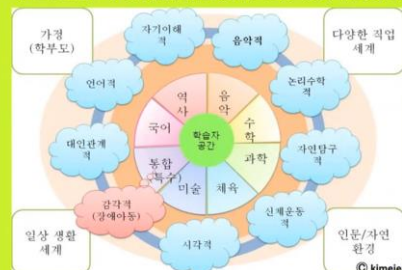 가정
(학부모)
자기이해
적
음악적
다양한 직업
세계
언어적
논리수학
적
역
사
음
악
국어
수
학
학습자
공간
대인관계
적
자연탐구
적
통합
(특수)
과학
미술
체육
감각적
(장애아동)
신체운동
적
시각적
일상 생활
세계
인문/자연
환경
© kimeje